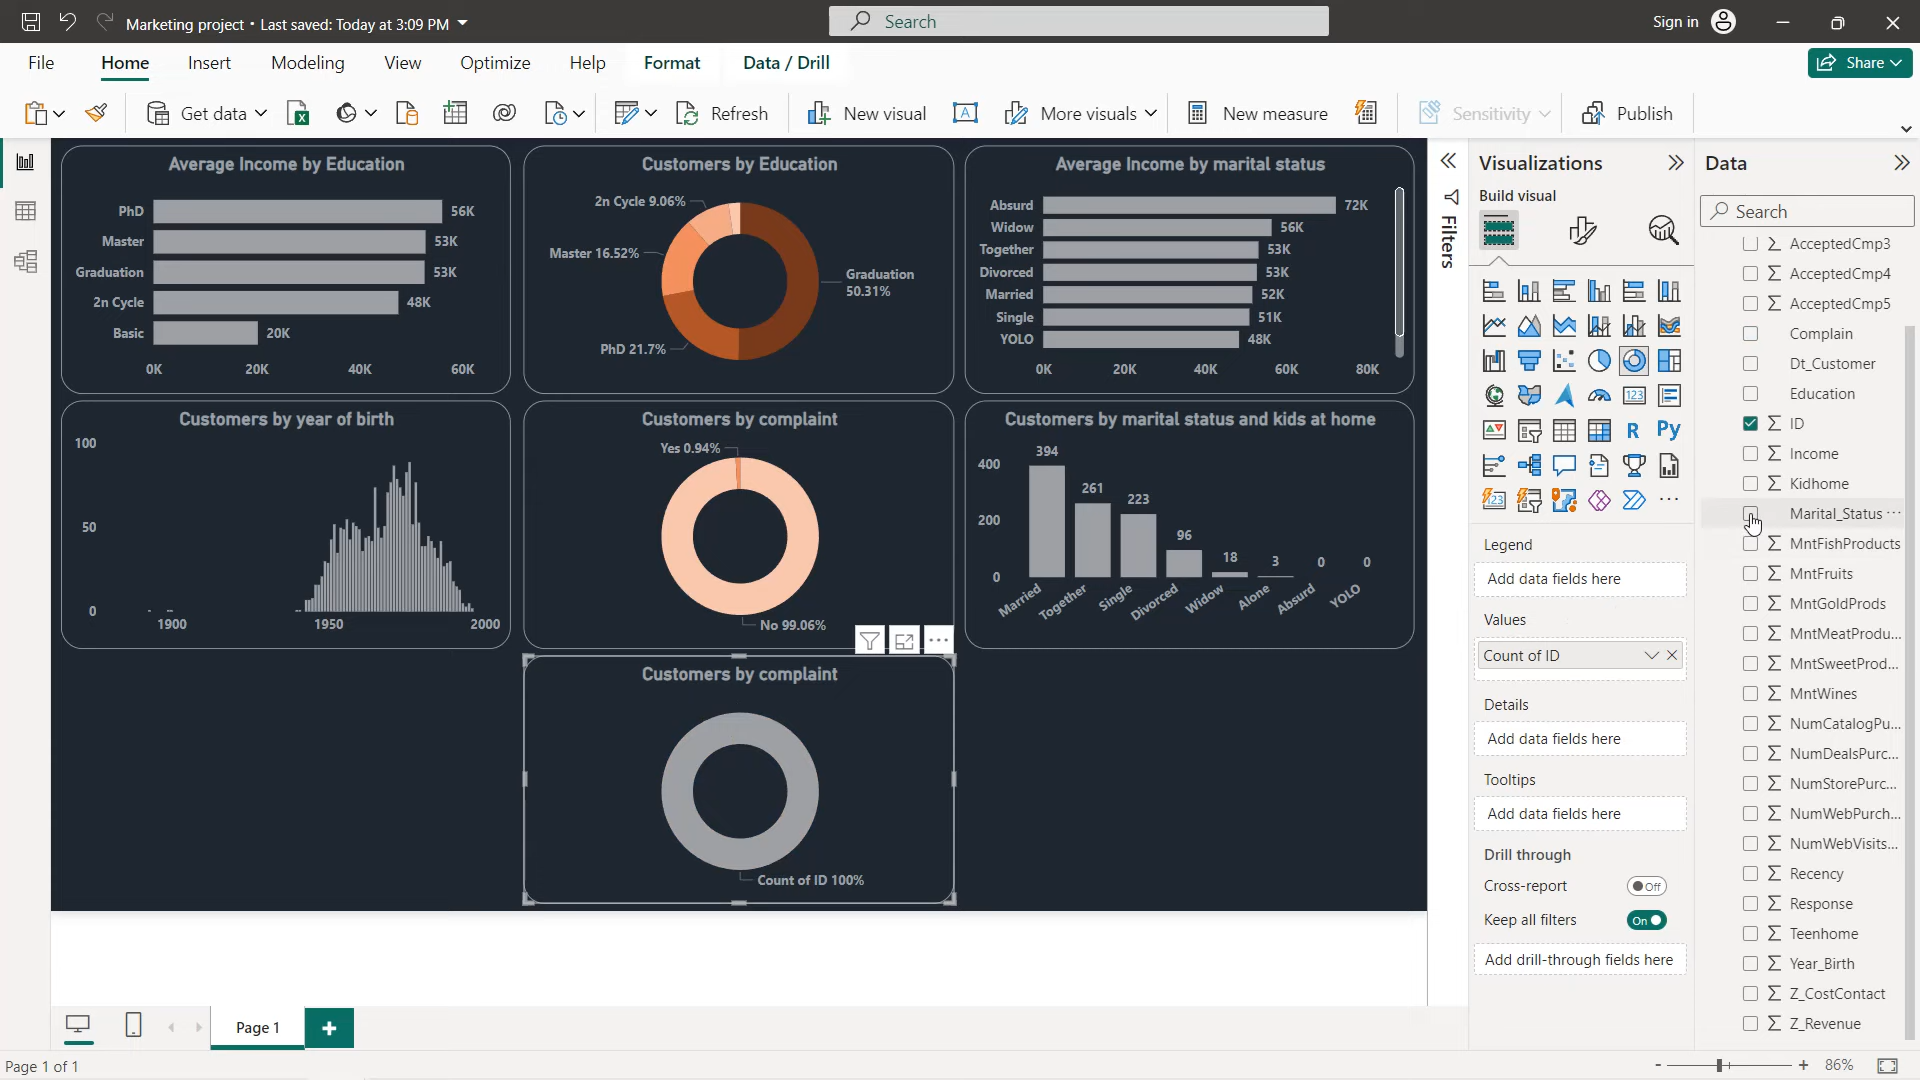 Marketing project • Last saved: Today at 3:09 PM
Search
Sign in
File
Home
Insert
Modeling
View
Optimize
Help
Format
Data / Drill
Share
Get data
Refresh
New visual
More visuals
New measure
Sensitivity
Publish
Average Income by Education
PhD
56K
Master
53K
Graduation
53K
2n Cycle
48K
Basic
20K
0K
20K
40K
60K
Customers by Education
2n Cycle 9.06%
Master 16.52%
Graduation
50.31%
PhD 21.7%
Average Income by marital status
Absurd
72K
Widow
56K
Together
53K
Divorced
53K
Married
52K
Single
51K
YOLO
48K
0K
20K
40K
60K
80K
Customers by year of birth
100
50
0
1900
1950
2000
Customers by complaint
Yes 0.94%
No 99.06%
Customers by marital status and kids at home
400
200
0
394
261
223
96
18
3
0
0
Married
Together
Single
Divorced
Widow
Alone
Absurd
YOLO
Customers by complaint
Count of ID 100%
Filters
Visualizations
Build visual
123
R
Py
123
Legend
Add data fields here
Values
Count of ID
Details
Add data fields here
Tooltips
Add data fields here
Drill through
Cross-report
Off
Keep all filters
On
Add drill-through fields here
Data
Search
AcceptedCmp3
AcceptedCmp4
AcceptedCmp5
Complain
Dt_Customer
Education
ID
Income
Kidhome
Marital_Status
MntFishProducts
MntFruits
MntGoldProds
MntMeatProdu...
MntSweetProd...
MntWines
NumCatalogPu...
NumDealsPurc...
NumStorePurc...
NumWebPurch...
NumWebVisits...
Recency
Response
Teenhome
Year_Birth
Z_CostContact
Z_Revenue
Page 1
Page 1 of 1
- + 86%